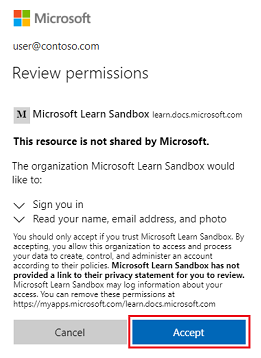 Microsoft
user@contoso.com
Review permissions
M Microsoft Learn Sandbox learn.docs.microsoft.com
This resource is not shared by Microsoft.
The organization Microsoft Learn Sandbox would
like to:
Sign you in
Read your name, email address, and photo
You should only accept if you trust Microsoft Learn Sandbox. By
accepting, you allow this organization to access and process
your data to create, control, and administer an account
according to their policies. Microsoft Learn Sandbox has not
provided a link to their privacy statement for you to review.
Microsoft Learn Sandbox may log information about your
access. You can remove these permissions at
https://myapps.microsoft.com/learn.docs.microsoft.com
Cancel
Accept